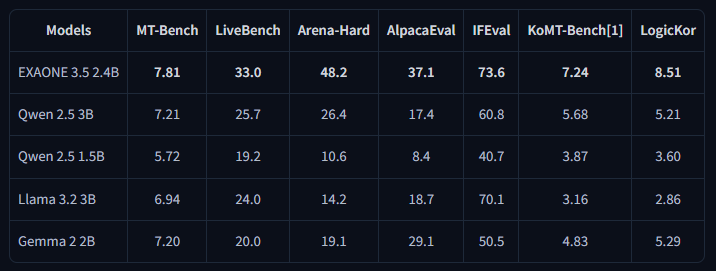 Models MT-Bench LiveBench Arena-Hard AlpacaEval IFEval KoMT-Bench[1] LogicKor
EXAONE 3.5 2.4B 7.81 33.0 48.2 37.1 73.6 7.24 8.51
Qwen 2.5 3B 7.21 25.7 26.4 17.4 60.8 5.68 5.21
Qwen 2.5 1.5B 5.72 19.2 10.6 8.4 40.7 3.87 3.60
Llama 3.2 3B 6.94 24.0 14.2 18.7 70.1 3.16 2.86
Gemma 2 2B 7.20 20.0 19.1 29.1 50.5 4.83 5.29